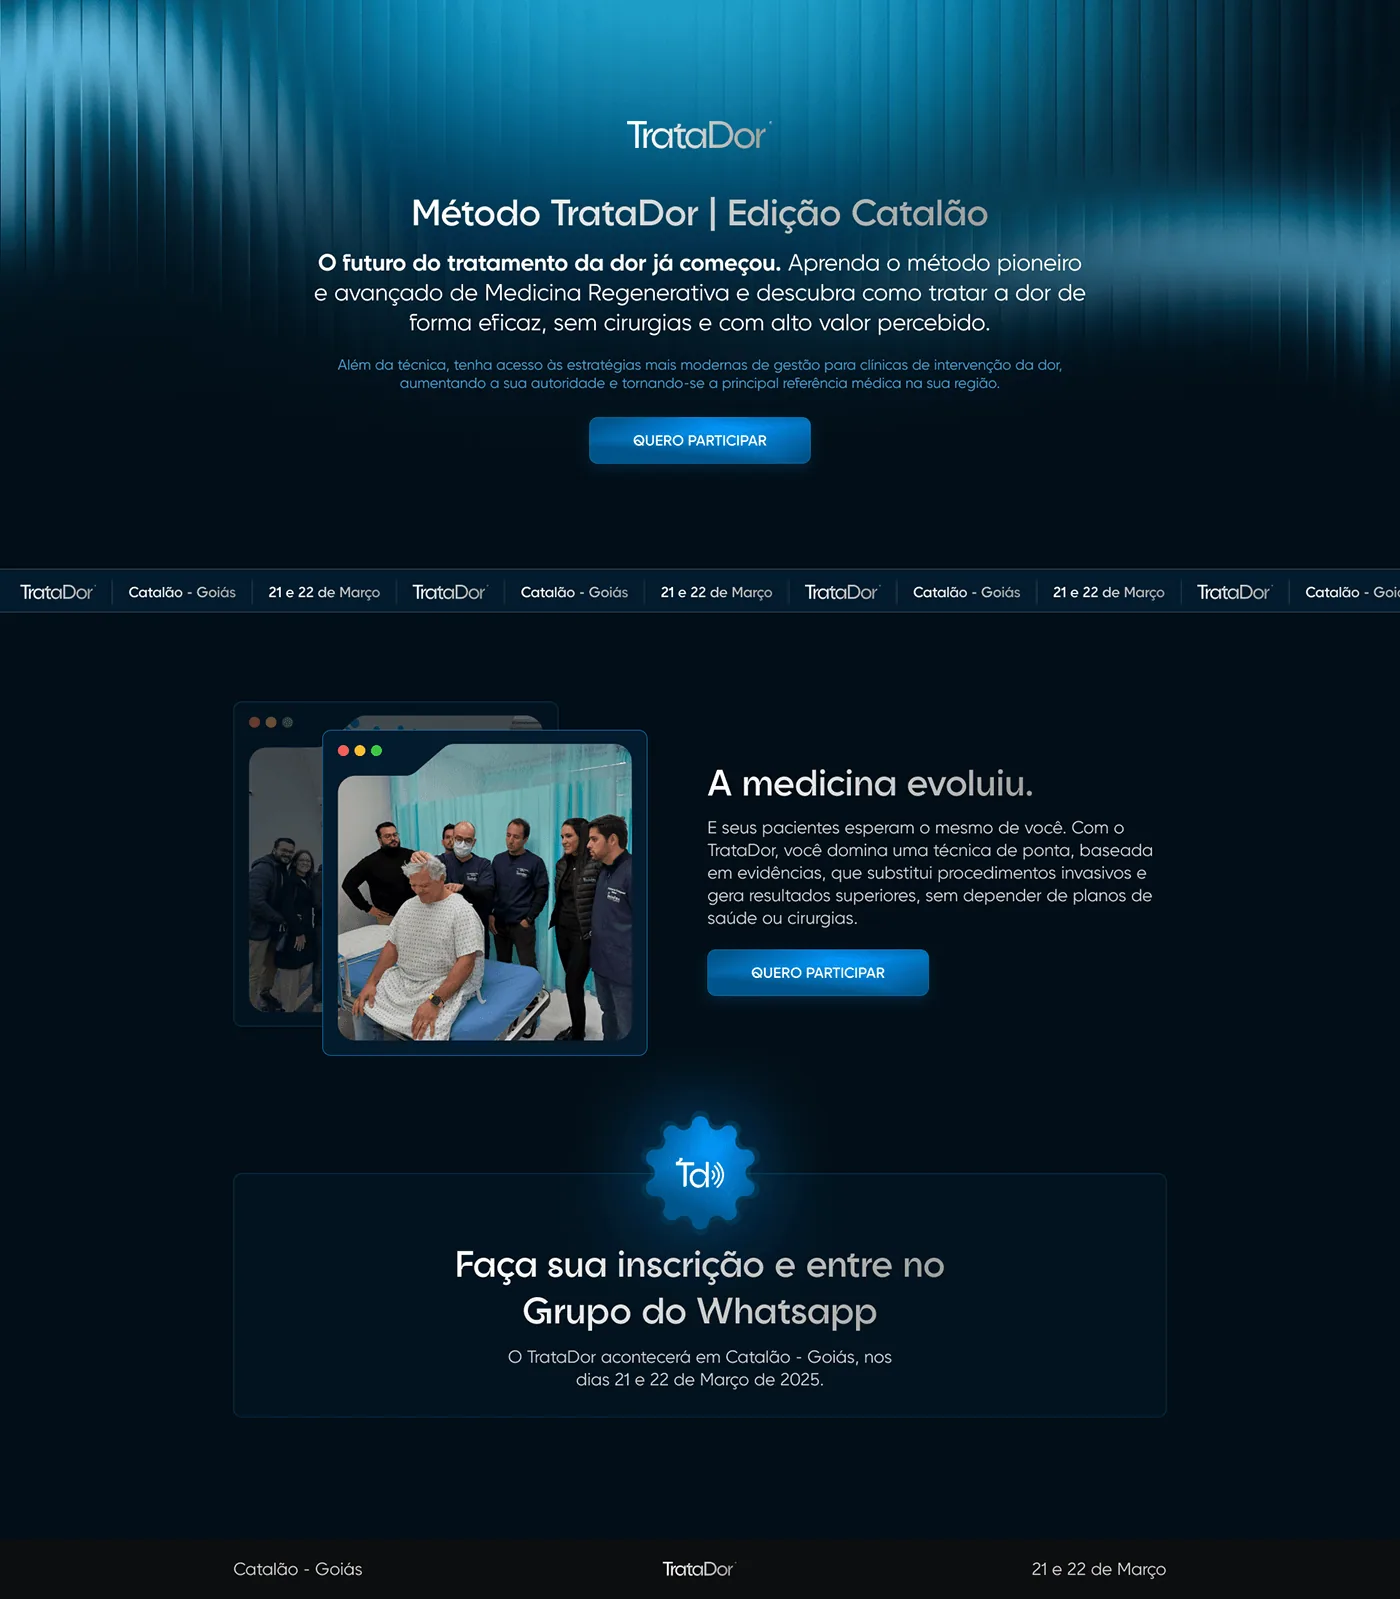 TrataDor
Método TrataDor | Edição Catalão
O futuro do tratamento da dor já começou. Aprenda o método pioneiro
e avançado de Medicina Regenerativa e descubra como tratar a dor de
forma eficaz, sem cirurgias e com alto valor percebido.
Além da técnica, tenha acesso às estratégias mais modernas de gestão para clínicas de intervenção da dor,
aumentando a sua autoridade e tornando-se a principal referência médica na sua região.
QUERO PARTICIPAR
TrataDor Catalão - Goiás 21 e 22 de Março TrataDor Catalão - Goiás 21 e 22 de Março TrataDor Catalão - Goiás 21 e 22 de Março TrataDor Catalão - Goi
A medicina evoluiu.
E seus pacientes esperam o mesmo de você. Com o
TrataDor, você domina uma técnica de ponta, baseada
em evidências, que substitui procedimentos invasivos e
gera resultados superiores, sem depender de planos de
saúde ou cirurgias.
QUERO PARTICIPAR
Td
Faça sua inscrição e entre no
Grupo do Whatsapp
O TrataDor acontecerá em Catalão - Goiás, nos
dias 21 e 22 de Março de 2025.
Catalão - Goiás TrataDor 21 e 22 de Março